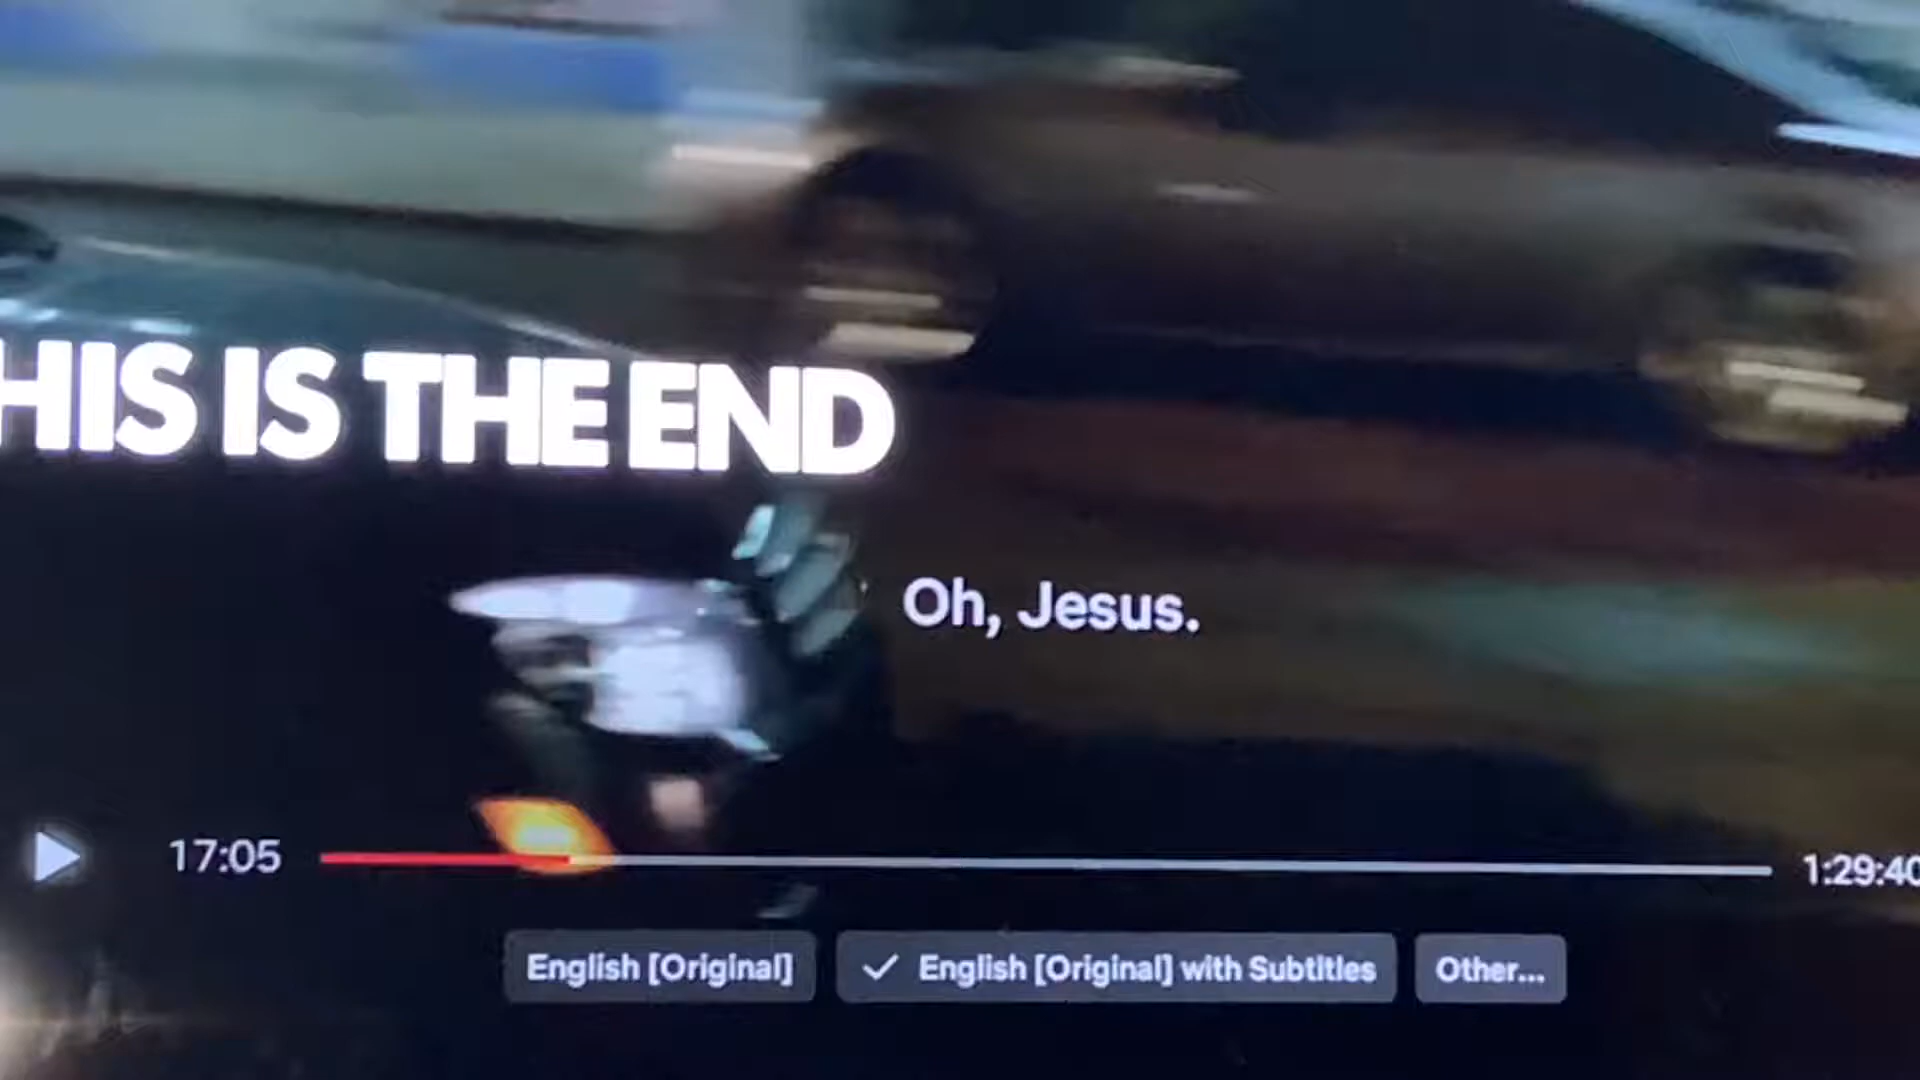 HIS IS THE END
Oh, Jesus.
17:05
1:29:40
English [Original]
✓ English [Original] with Subtitles
Other...